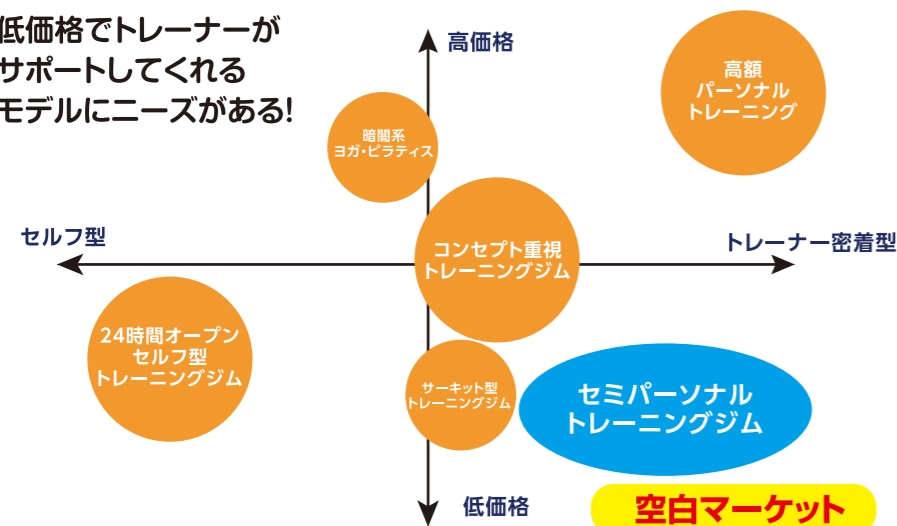 低価格でトレーナーが
サポートしてくれる
モデルにニーズがある!
高価格
高額
パーソナル
トレーニング
暗闇系
ヨガ・ピラティス
セルフ型
トレーナー密着型
コンセプト重視
トレーニングジム
24時間オープン
セルフ型
トレーニングジム
サーキット型
トレーニングジム
セミパーソナル
トレーニングジム
低価格
空白マーケット